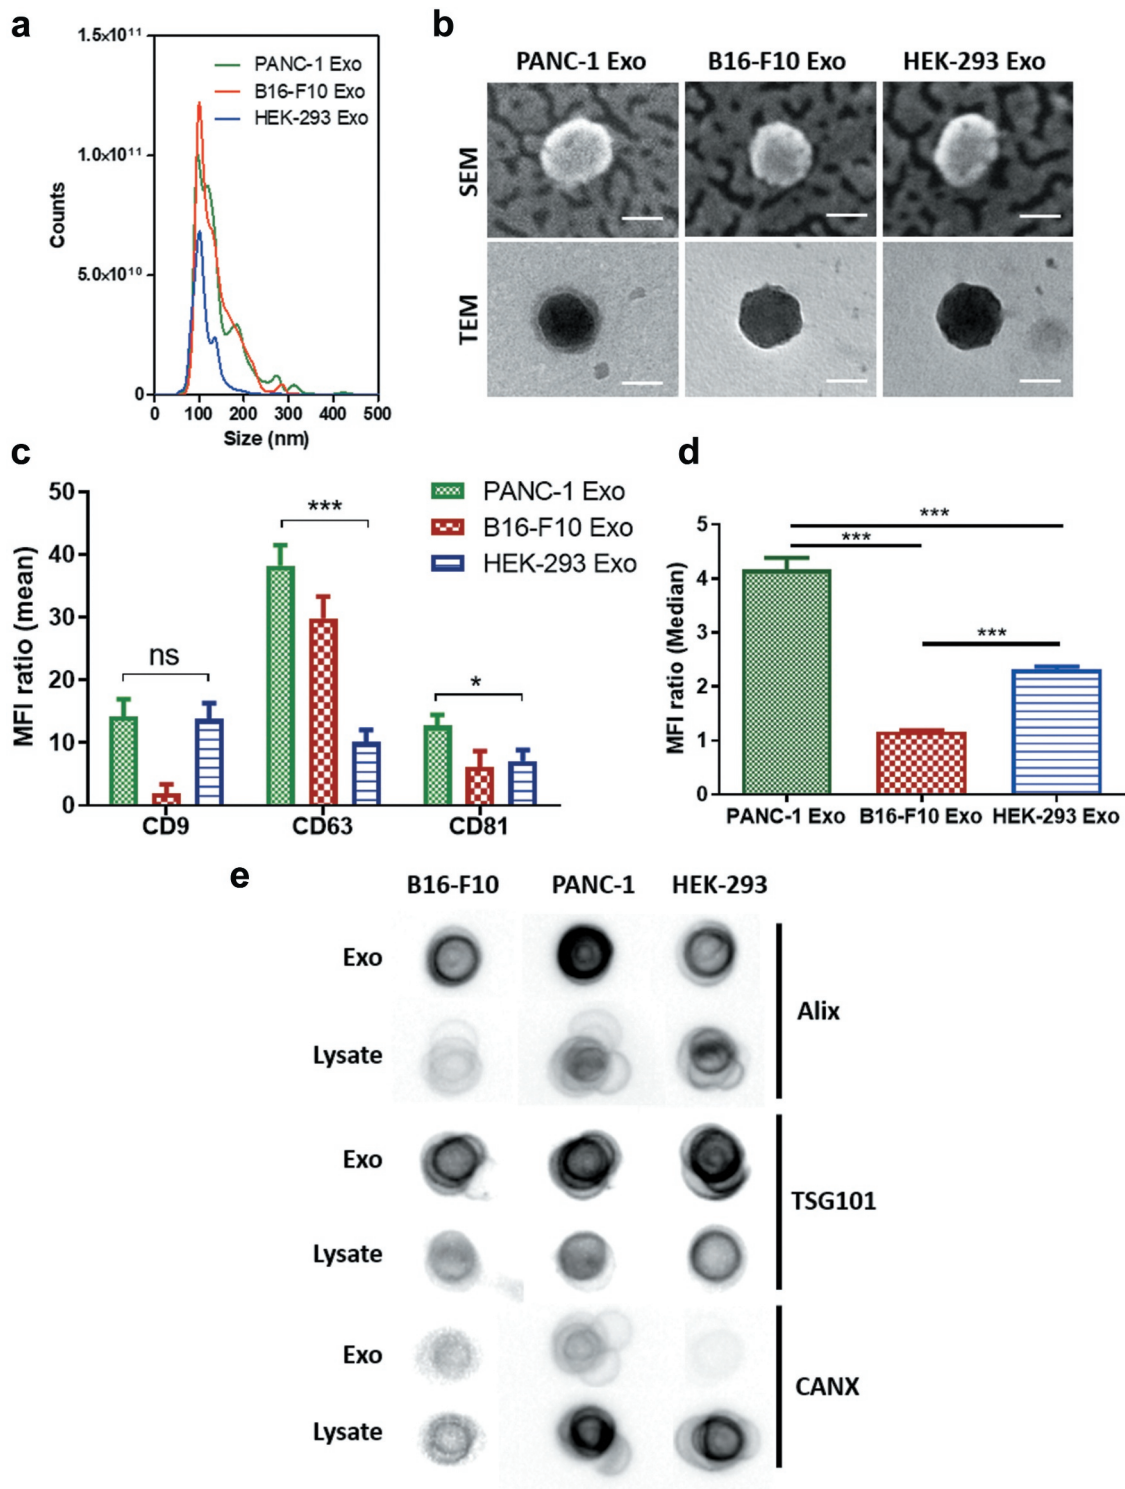 a
1.5x10¹¹
1.0x10¹¹
5.0x10¹⁰
0
Counts
PANC-1 Exo
B16-F10 Exo
HEK-293 Exo
0 100 200 300 400 500
Size (nm)
b
PANC-1 Exo B16-F10 Exo HEK-293 Exo
SEM
TEM
c
50
40
30
20
10
0
MFI ratio (mean)
ns
***
*
PANC-1 Exo
B16-F10 Exo
HEK-293 Exo
CD9 CD63 CD81
d
5
4
3
2
1
0
MFI ratio (Median)
***
***
***
PANC-1 Exo B16-F10 Exo HEK-293 Exo
e
B16-F10 PANC-1 HEK-293
Exo
Lysate
Alix
Exo
Lysate
TSG101
Exo
Lysate
CANX